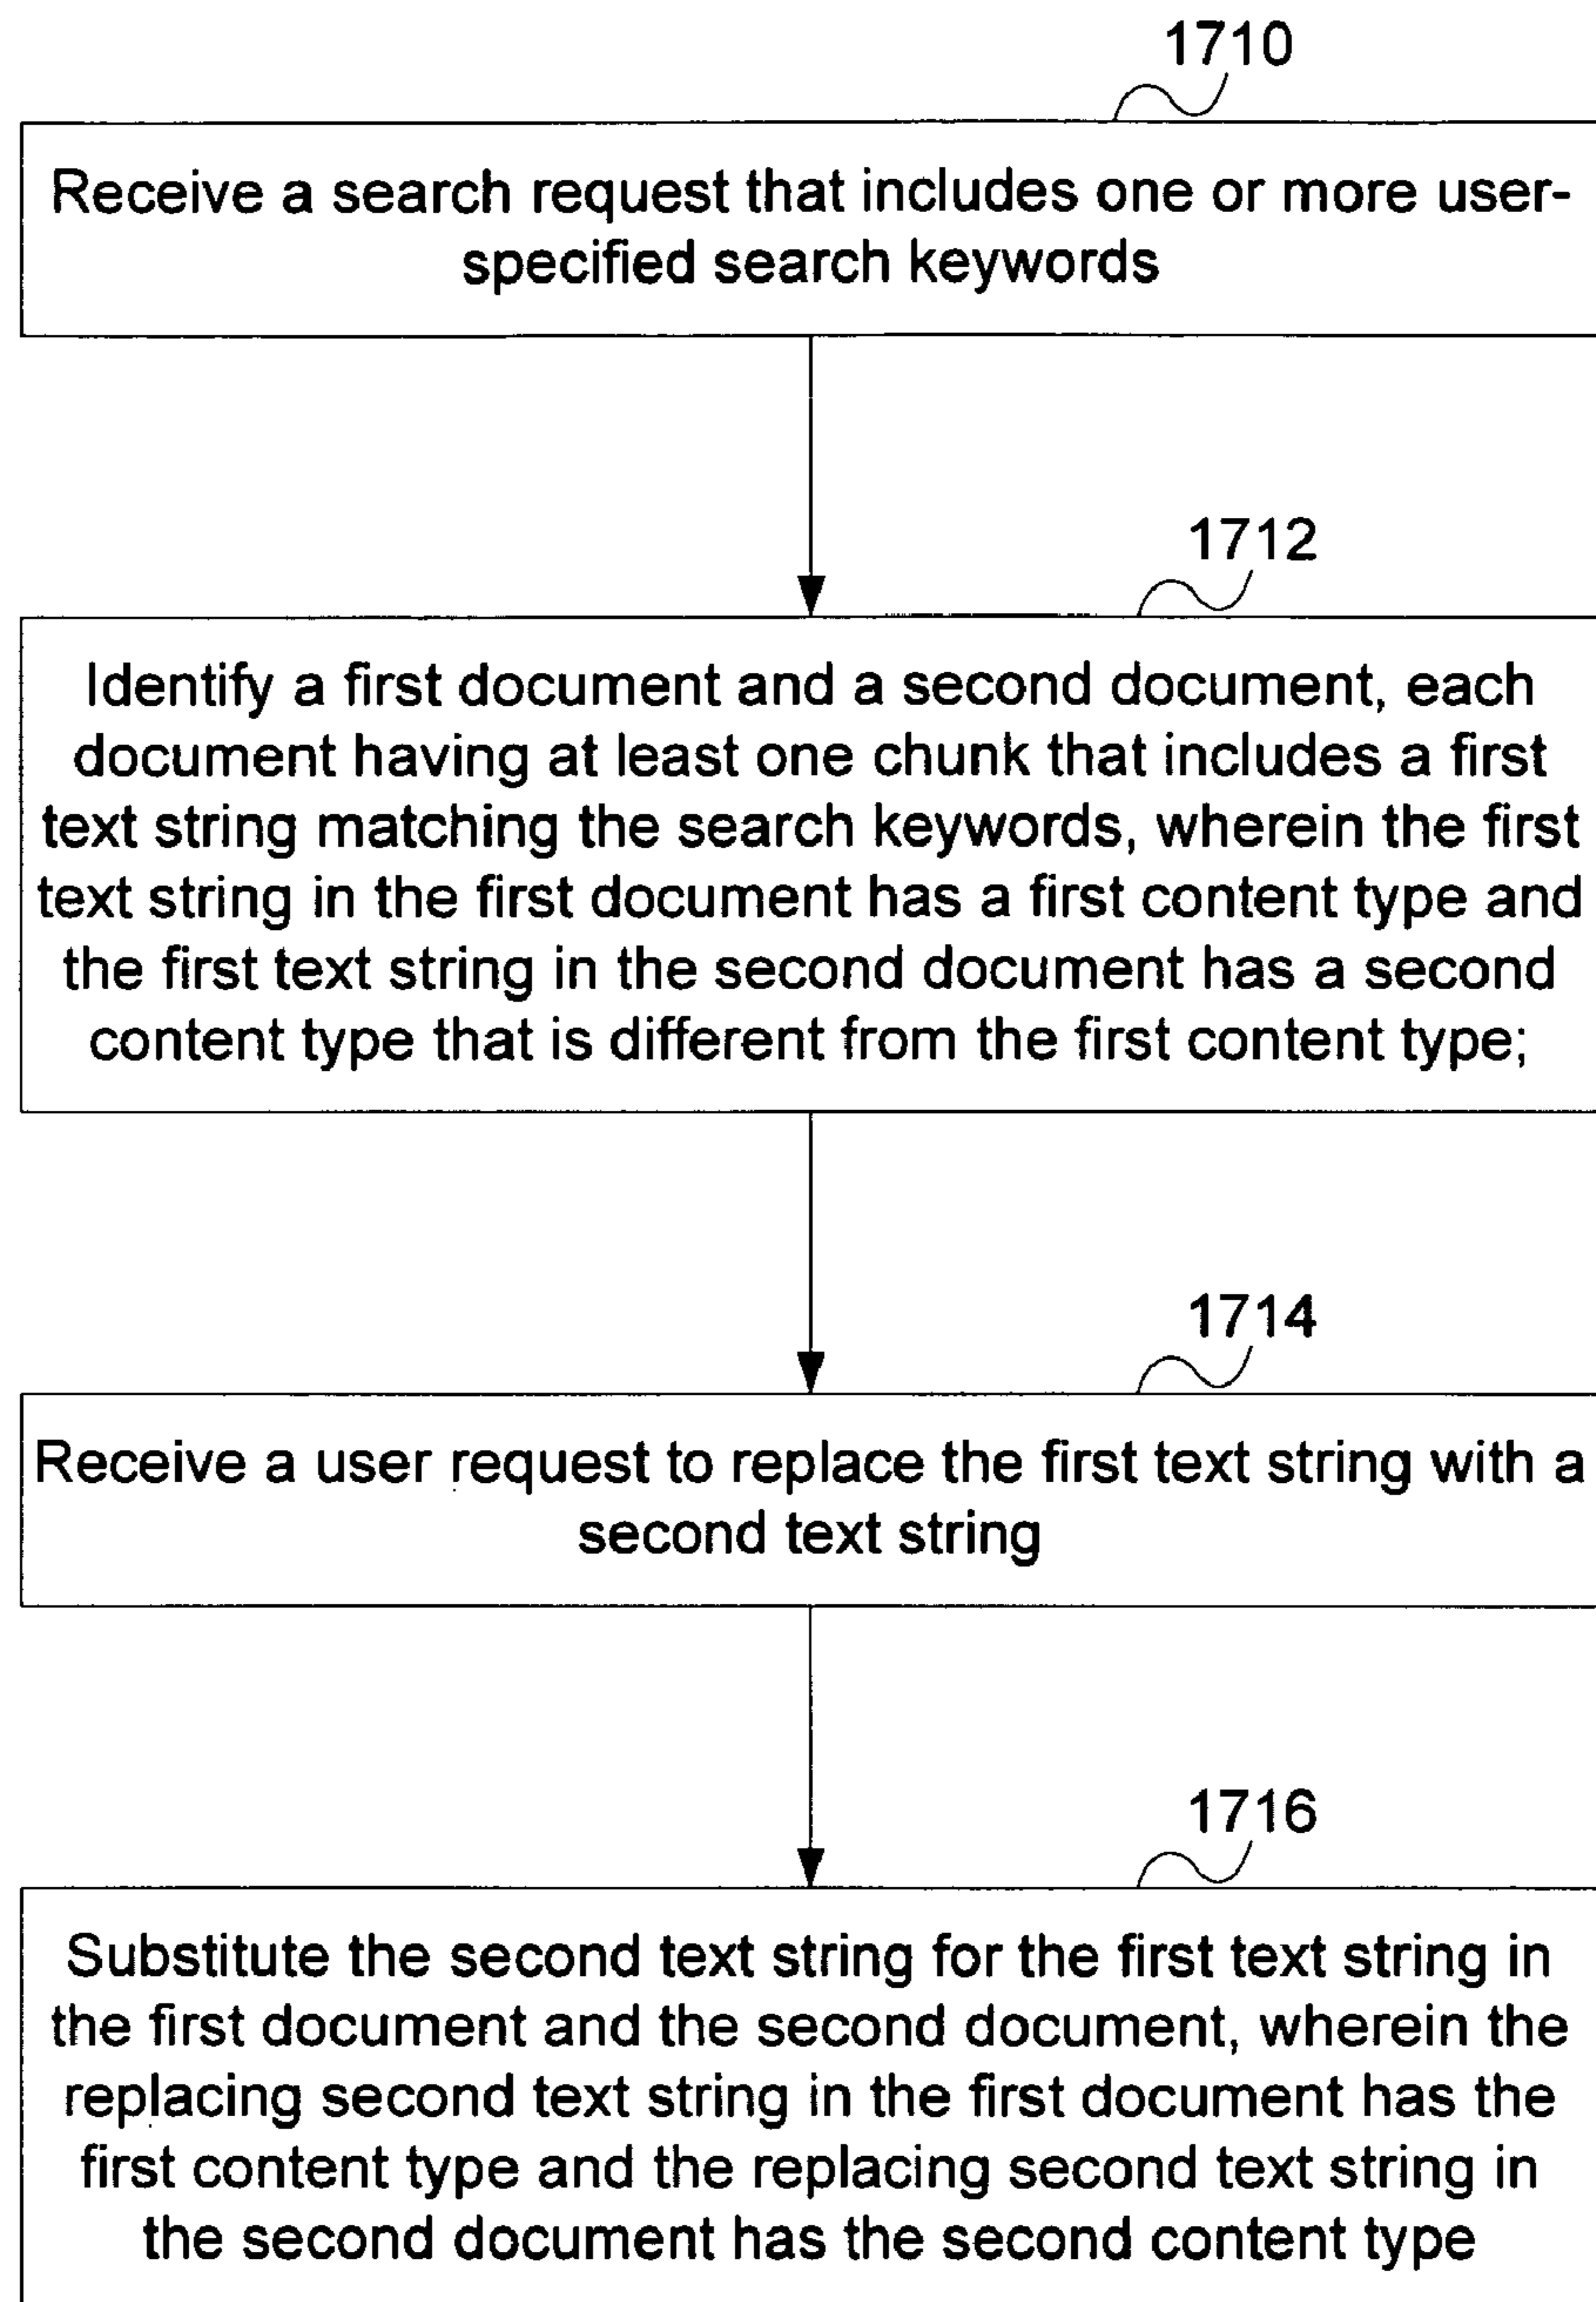 1710
Receive a search request that includes one or more user-
specified search keywords
1712
Identify a first document and a second document, each
document having at least one chunk that includes a first
text string matching the search keywords, wherein the first
text string in the first document has a first content type and
the first text string in the second document has a second
content type that is different from the first content type;
1714
Receive a user request to replace the first text string with a
second text string
1716
Substitute the second text string for the first text string in
the first document and the second document, wherein the
replacing second text string in the first document has the
first content type and the replacing second text string in
the second document has the second content type